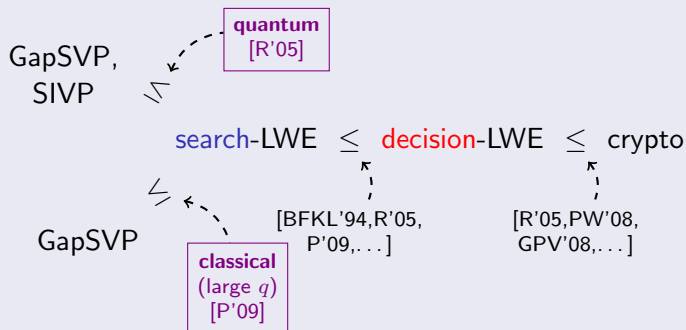 quantum
[R'05]
GapSVP,
SIVP
≤
search-LWE ≤ decision-LWE ≤ crypto
≤
GapSVP
[BFKL'94,R'05,
P'09,...]
[R'05,PW'08,
GPV'08,...]
classical
(large q)
[P'09]